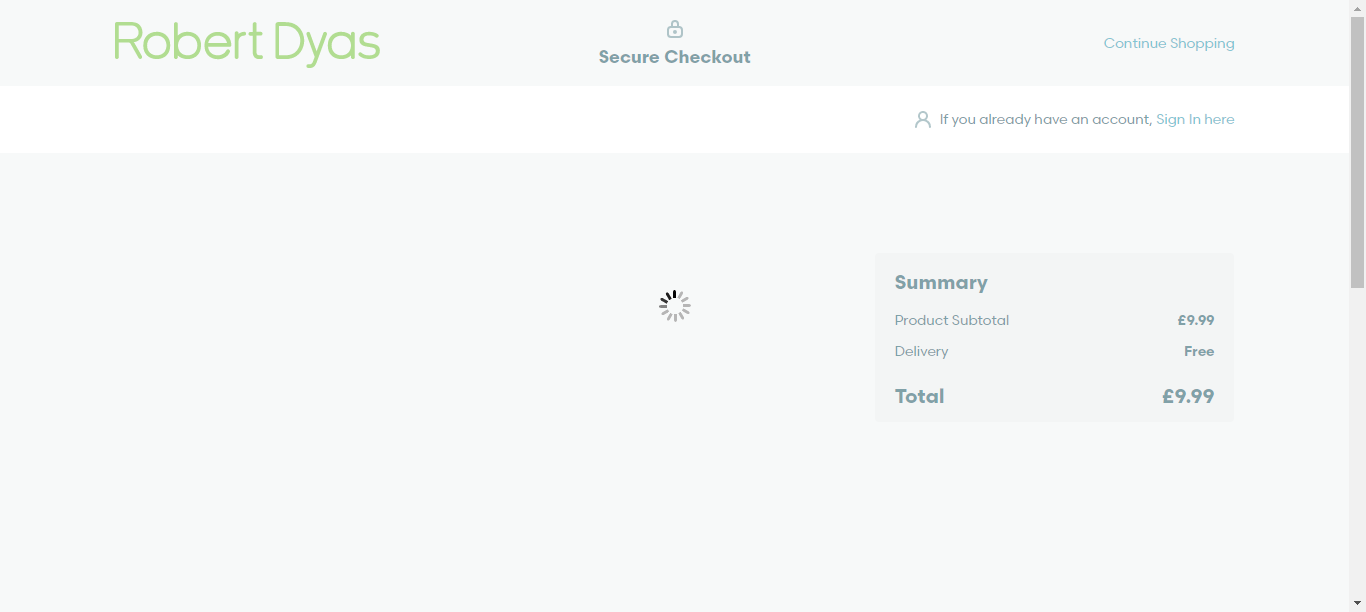 Robert Dyas
Secure Checkout
Continue Shopping
If you already have an account, Sign In here
Summary
Product Subtotal £9.99
Delivery Free
Total £9.99